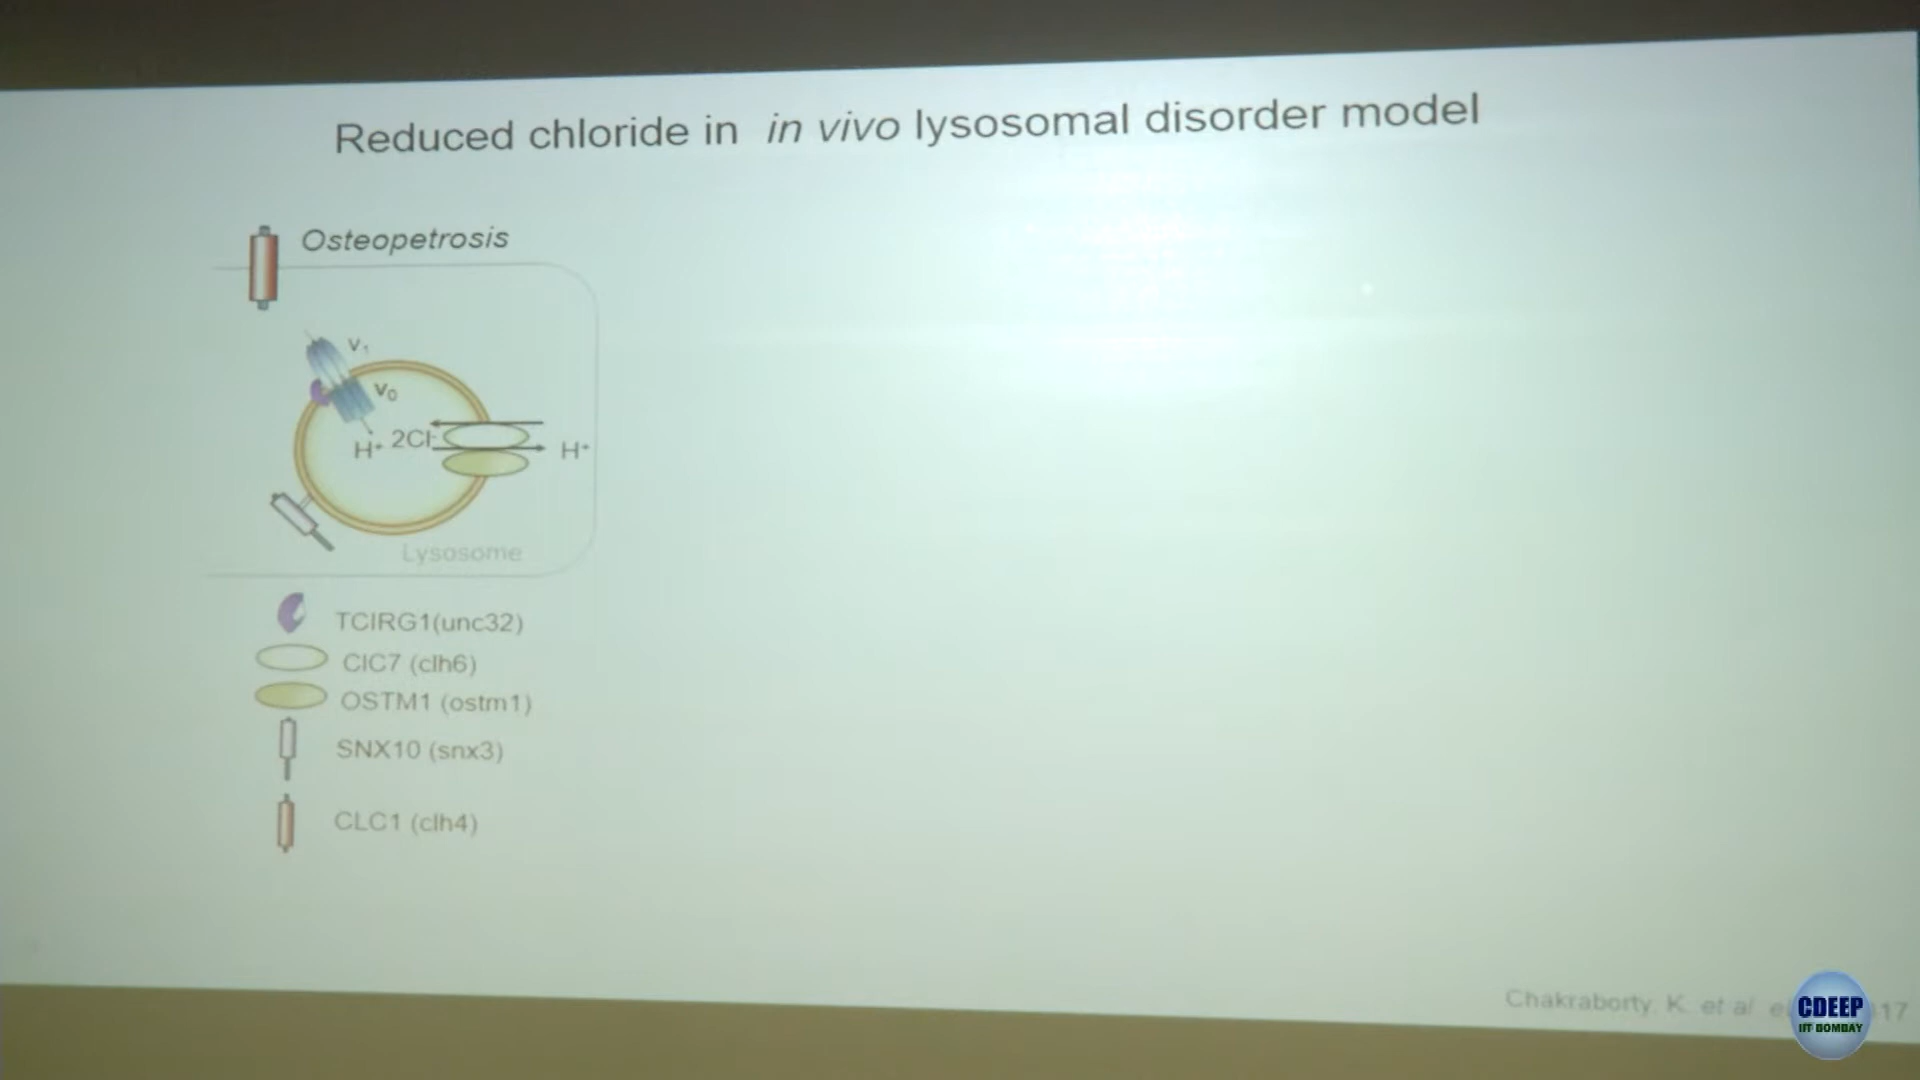 Reduced chloride in in vivo lysosomal disorder model
Osteopetrosis
V1
V0
H+ 2Cl-
H+
Lysosome
TCIRG1(unc32)
ClC7 (clh6)
OSTM1 (ostm1)
SNX10 (snx3)
CLC1 (clh4)
Chakraborty, K. et al 17
CDEEP
IIT BOMBAY